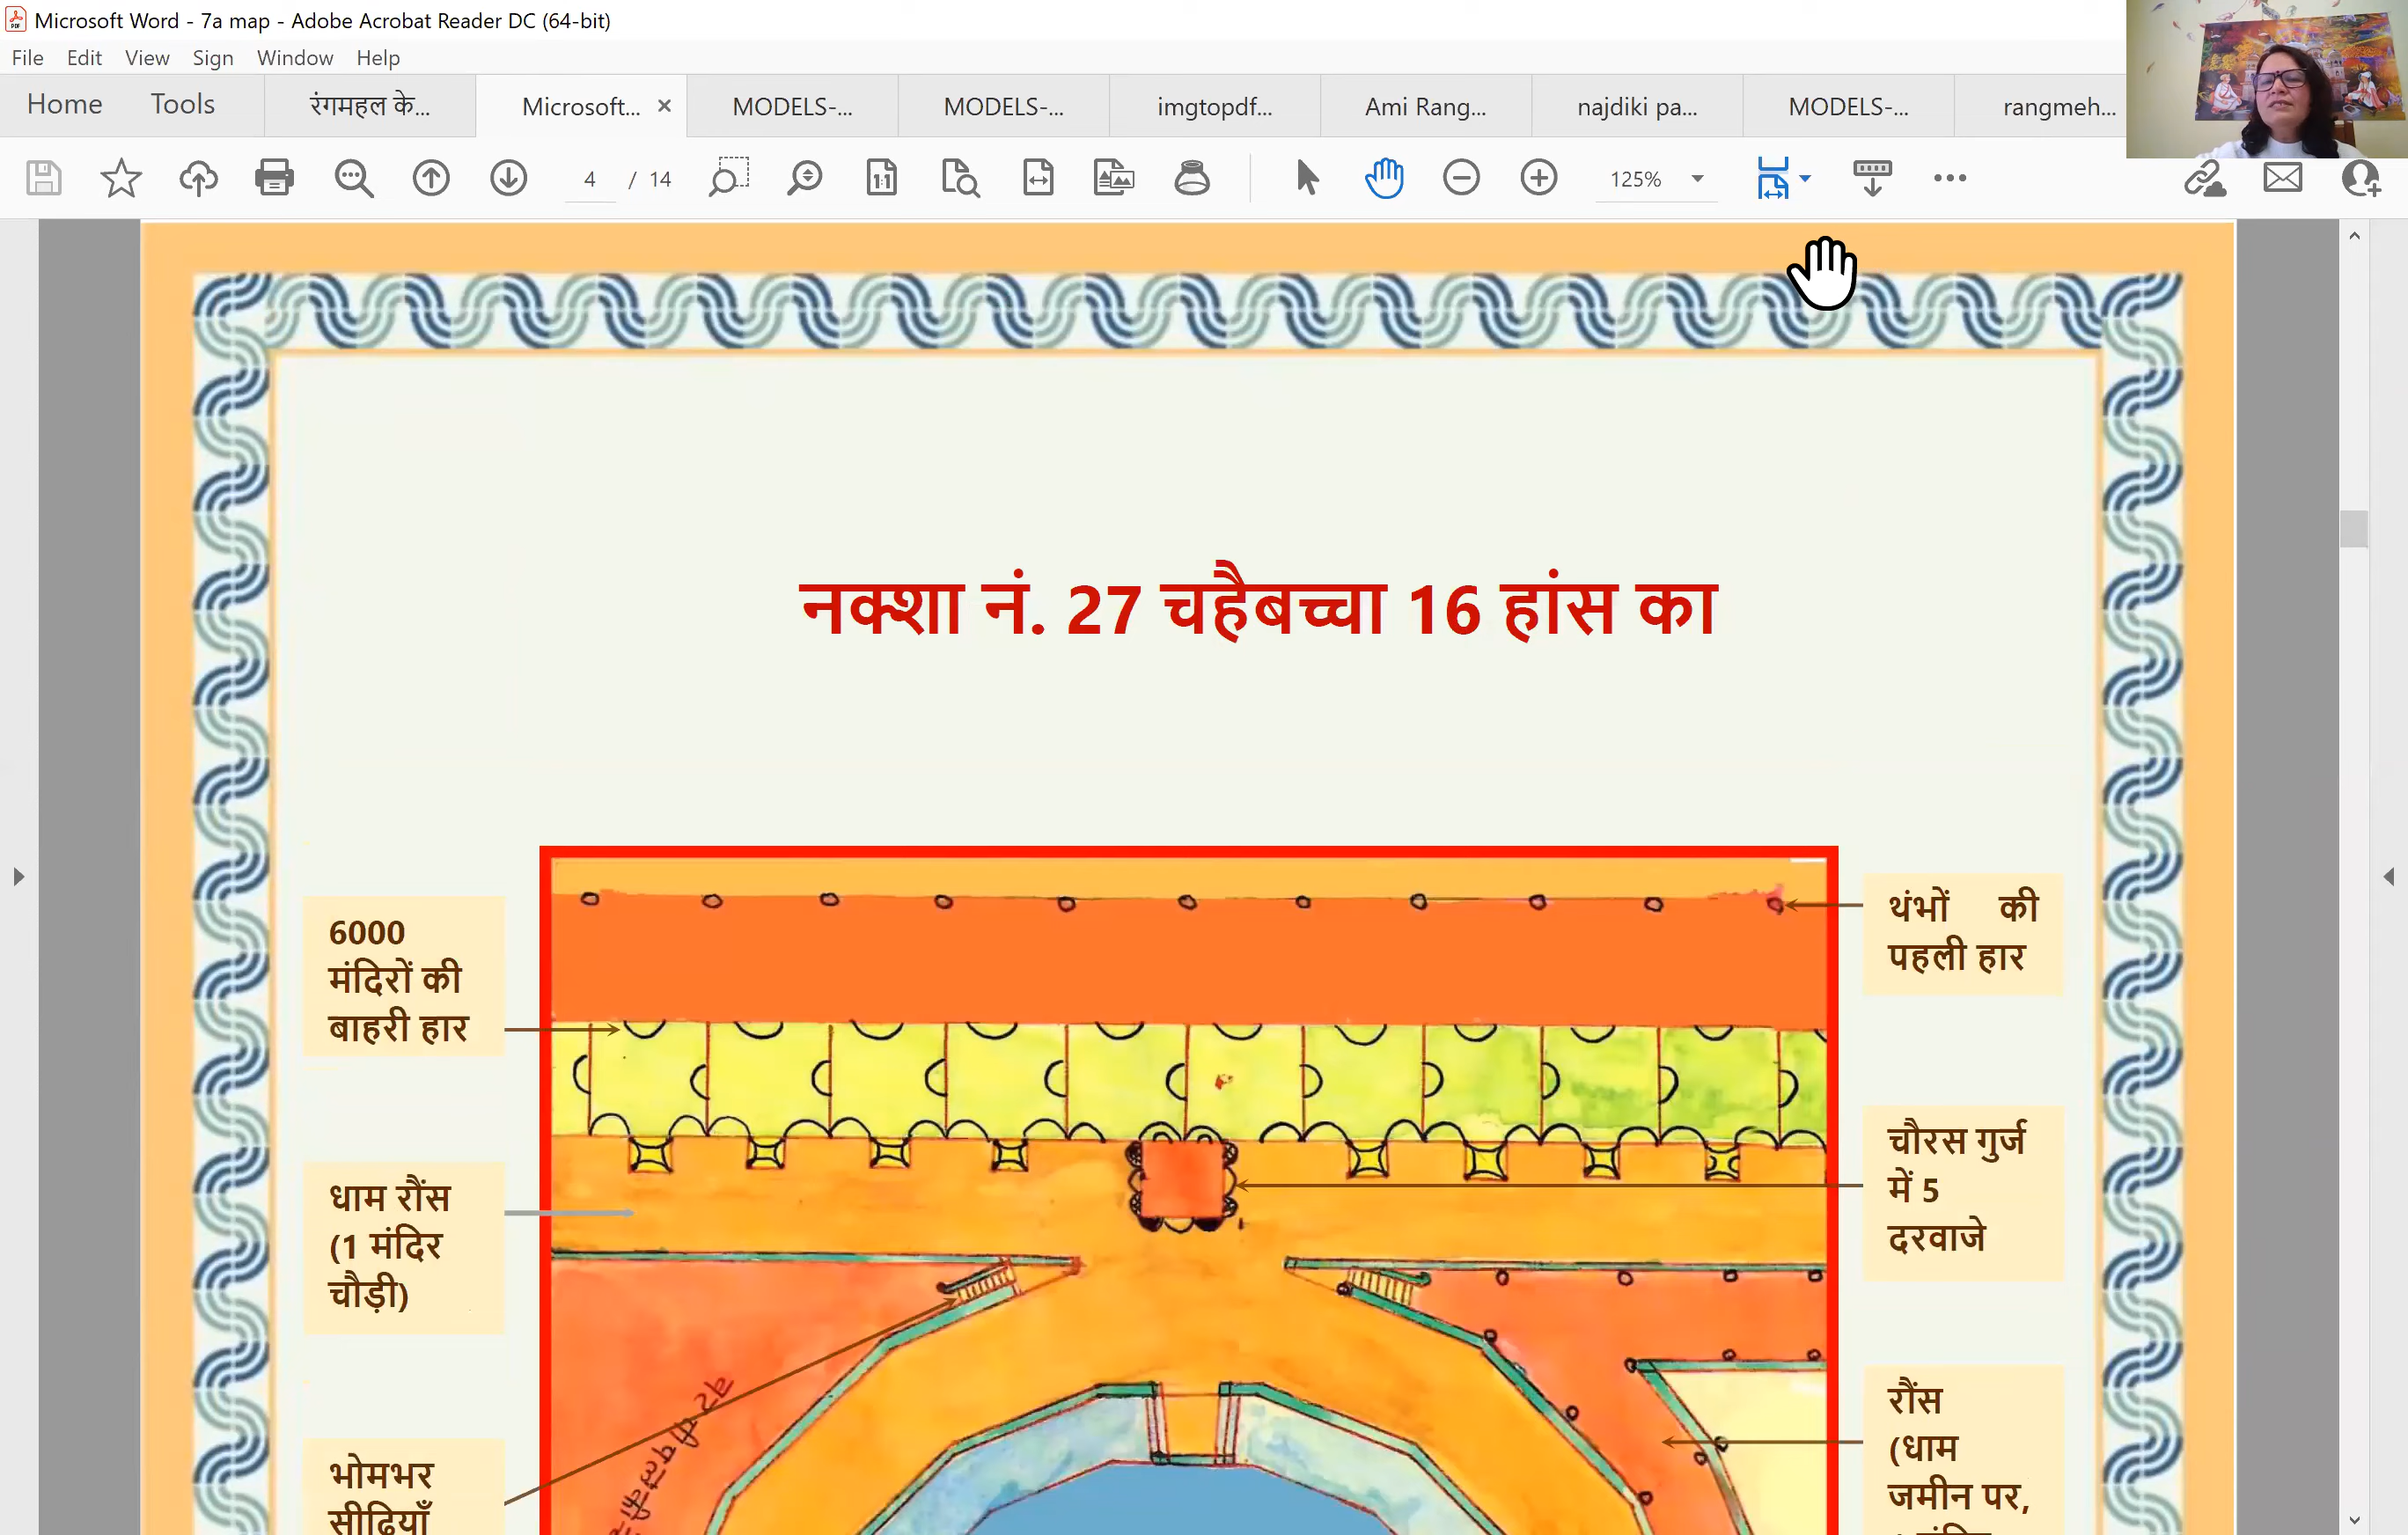 Microsoft Word - 7a map - Adobe Acrobat Reader DC (64-bit)
File Edit View Sign Window Help
Home Tools रंगमहल के... Microsoft... MODELS-... MODELS-... imgtopdf... Ami Rang... najdiki pa... MODELS-... rangmeh...
4 / 14 125%
नक्शा नं. 27 चहैबच्चा 16 हांस का
6000
मंदिरों की
बाहरी हार
थंभों की
पहली हार
धाम रौंस
(1 मंदिर
चौड़ी)
चौरस गुर्ज
में 5
दरवाजे
भोमभर
सीढ़ियाँ
रौंस
(धाम
जमीन पर,